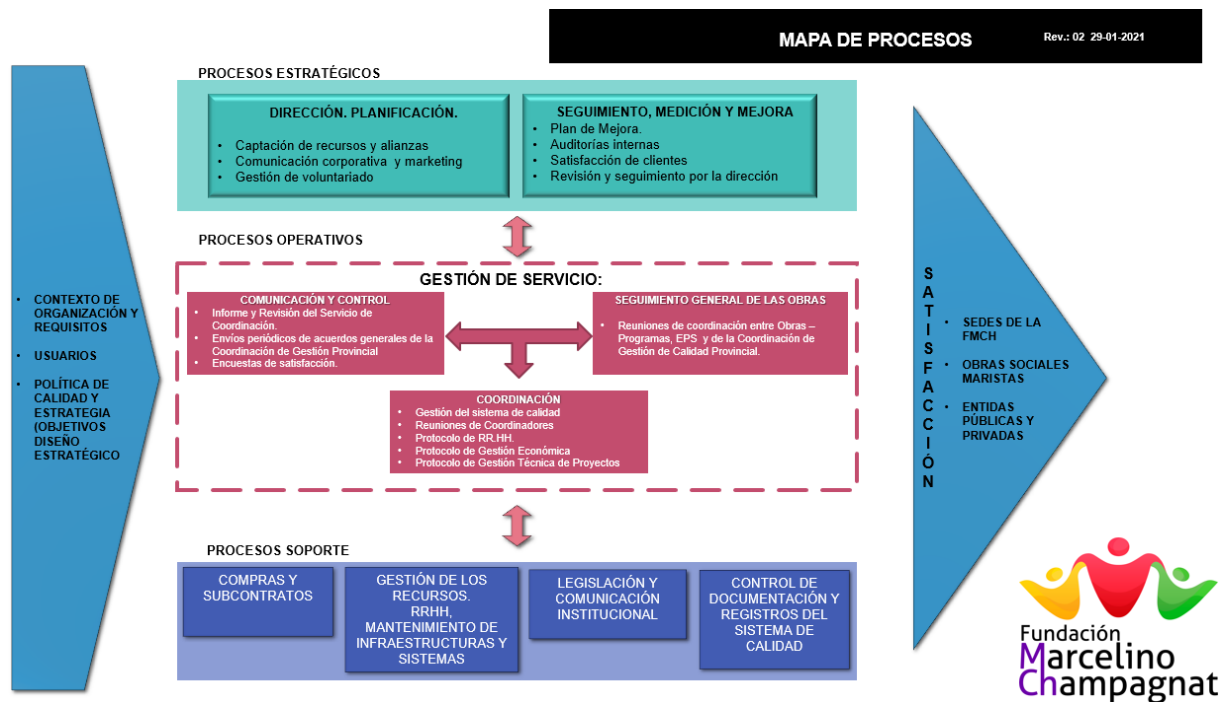 MAPA DE PROCESOS
Rev.: 02 29-01-2021
PROCESOS ESTRATÉGICOS
DIRECCIÓN. PLANIFICACIÓN.
• Captación de recursos y alianzas
• Comunicación corporativa y marketing
• Gestión de voluntariado
SEGUIMIENTO, MEDICIÓN Y MEJORA
• Plan de Mejora.
• Auditorías internas
• Satisfacción de clientes
• Revisión y seguimiento por la dirección
• CONTEXTO DE
ORGANIZACIÓN Y
REQUISITOS
• USUARIOS
• POLÍTICA DE
CALIDAD Y
ESTRATEGIA
(OBJETIVOS
DISEÑO
ESTRATÉGICO
PROCESOS OPERATIVOS
GESTIÓN DE SERVICIO:
COMUNICACIÓN Y CONTROL
• Informe y Revisión del Servicio de
Coordinación.
• Envíos periódicos de acuerdos generales de la
Coordinación de Gestión Provincial
• Encuestas de satisfacción.
SEGUIMIENTO GENERAL DE LAS OBRAS
• Reuniones de coordinación entre Obras –
Programas, EPS y de la Coordinación de
Gestión de Calidad Provincial.
COORDINACIÓN
• Gestión del sistema de calidad
• Reuniones de Coordinadores
• Protocolo de RR.HH.
• Protocolo de Gestión Económica
• Protocolo de Gestión Técnica de Proyectos
PROCESOS SOPORTE
COMPRAS Y
SUBCONTRATOS
GESTIÓN DE LOS
RECURSOS.
RRHH,
MANTENIMIENTO DE
INFRAESTRUCTURAS Y
SISTEMAS
LEGISLACIÓN Y
COMUNICACIÓN
INSTITUCIONAL
CONTROL DE
DOCUMENTACIÓN Y
REGISTROS DEL
SISTEMA DE
CALIDAD
SATISFACCIÓN
• SEDES DE LA
FMCH
• OBRAS SOCIALES
MARISTAS
• ENTIDAS
PÚBLICAS Y
PRIVADAS
Fundación
Marcelino
Champagnat